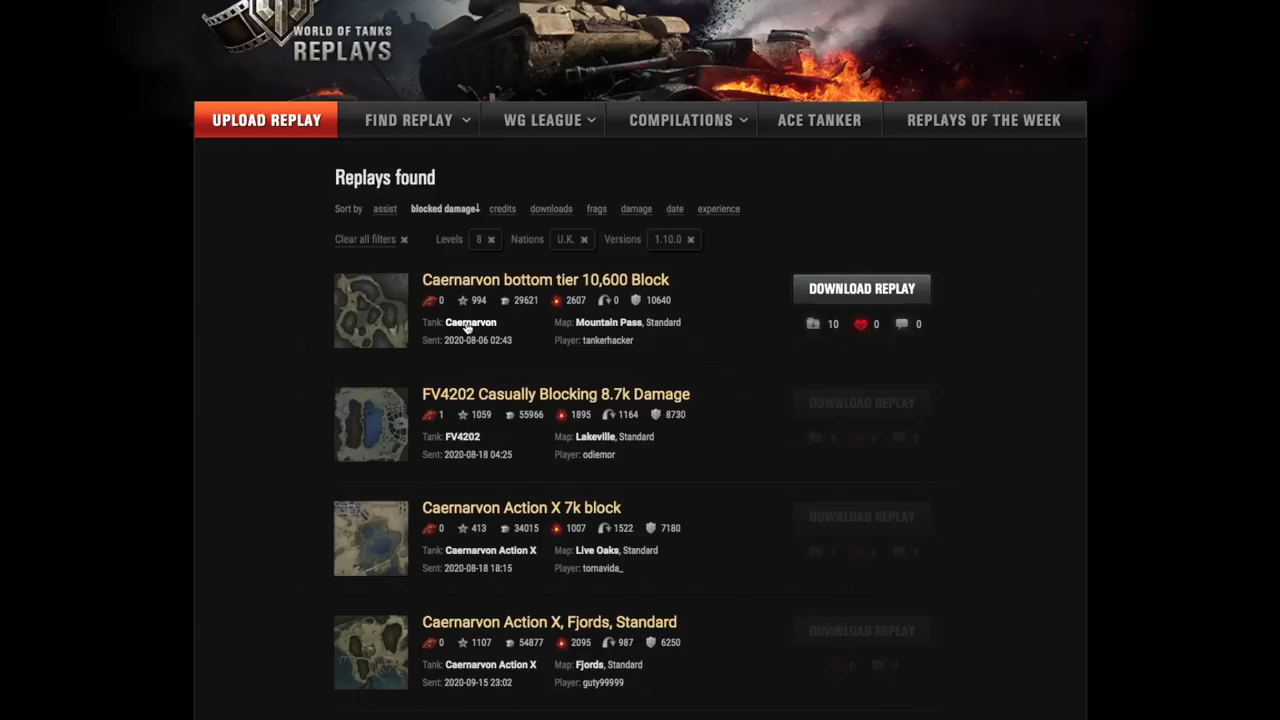 WORLD OF TANKS
REPLAYS
UPLOAD REPLAY FIND REPLAY WG LEAGUE COMPILATIONS ACE TANKER REPLAYS OF THE WEEK
Replays found
Sort by assist blocked damage↓ credits downloads frags damage date experience
Clear all filters × Levels 8 × Nations U.K. × Versions 1.10.0 ×
Caernarvon bottom tier 10,600 Block
DOWNLOAD REPLAY
0 994 29621 2607 0 10640
10 0 0
Tank: Caernarvon Map: Mountain Pass, Standard
Sent: 2020-08-06 02:43 Player: tankerhacker
FV4202 Casually Blocking 8.7k Damage
DOWNLOAD REPLAY
1 1059 55966 1895 1164 8730
Tank: FV4202 Map: Lakeville, Standard
Sent: 2020-08-18 04:25 Player: odiemor
Caernarvon Action X 7k block
DOWNLOAD REPLAY
0 413 34015 1007 1522 7180
Tank: Caernarvon Action X Map: Live Oaks, Standard
Sent: 2020-08-18 18:15 Player: tornavida_
Caernarvon Action X, Fjords, Standard
DOWNLOAD REPLAY
0 1107 54877 2095 987 6250
Tank: Caernarvon Action X Map: Fjords, Standard
Sent: 2020-09-15 23:02 Player: guty99999